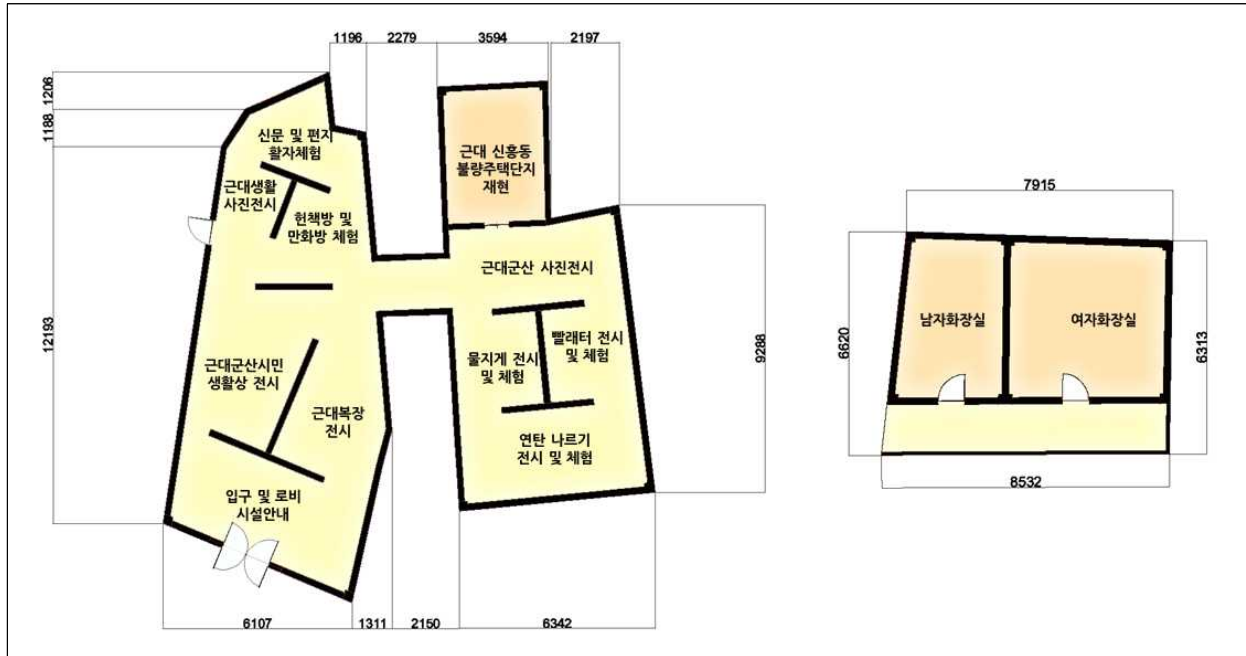 1196
2279
3594
2197
1206
1188
12193
신문 및 편지
활자체험
근대생활
사진전시
헌책방 및
만화방 체험
근대 신흥동
불량주택단지
재현
근대군산 사진전시
물지게 전시
및 체험
빨래터 전시
및 체험
연탄 나르기
전시 및 체험
근대군산시민
생활상 전시
근대복장
전시
입구 및 로비
시설안내
9288
6107
1311
2150
6342
7915
남자화장실
여자화장실
6620
6313
8532